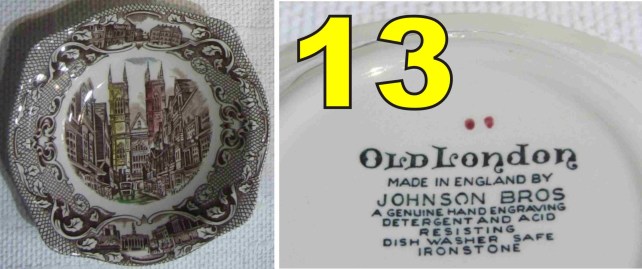 13
OLD London
MADE IN ENGLAND BY
JOHNSON BROS
A GENUINE HAND ENGRAVING
DETERGENT AND ACID
RESISTING
DISH WASHER SAFE
IRONSTONE